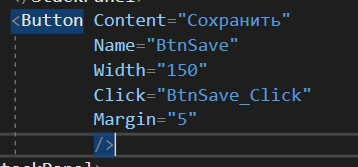 <Button Content="Сохранить"
Name="BtnSave"
Width="150"
Click="BtnSave_Click"
Margin="5"
/>